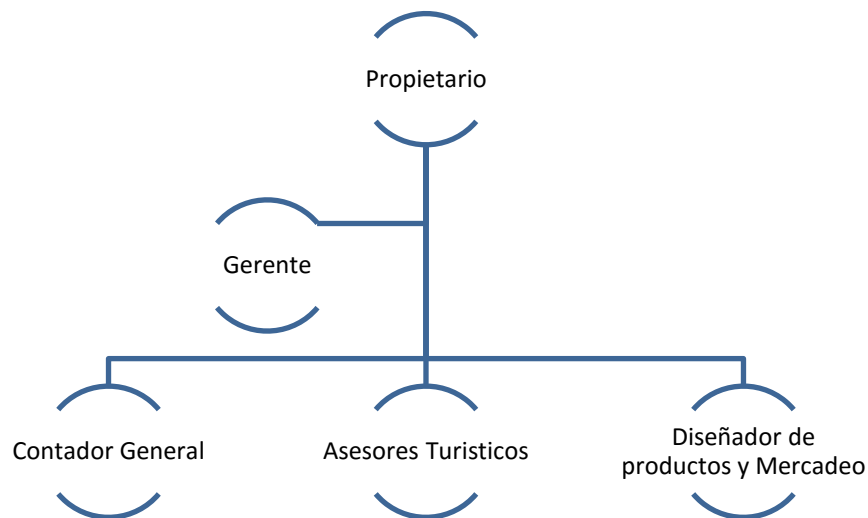 Propietario
Gerente
Contador General
Asesores Turisticos
Diseñador de
productos y Mercadeo